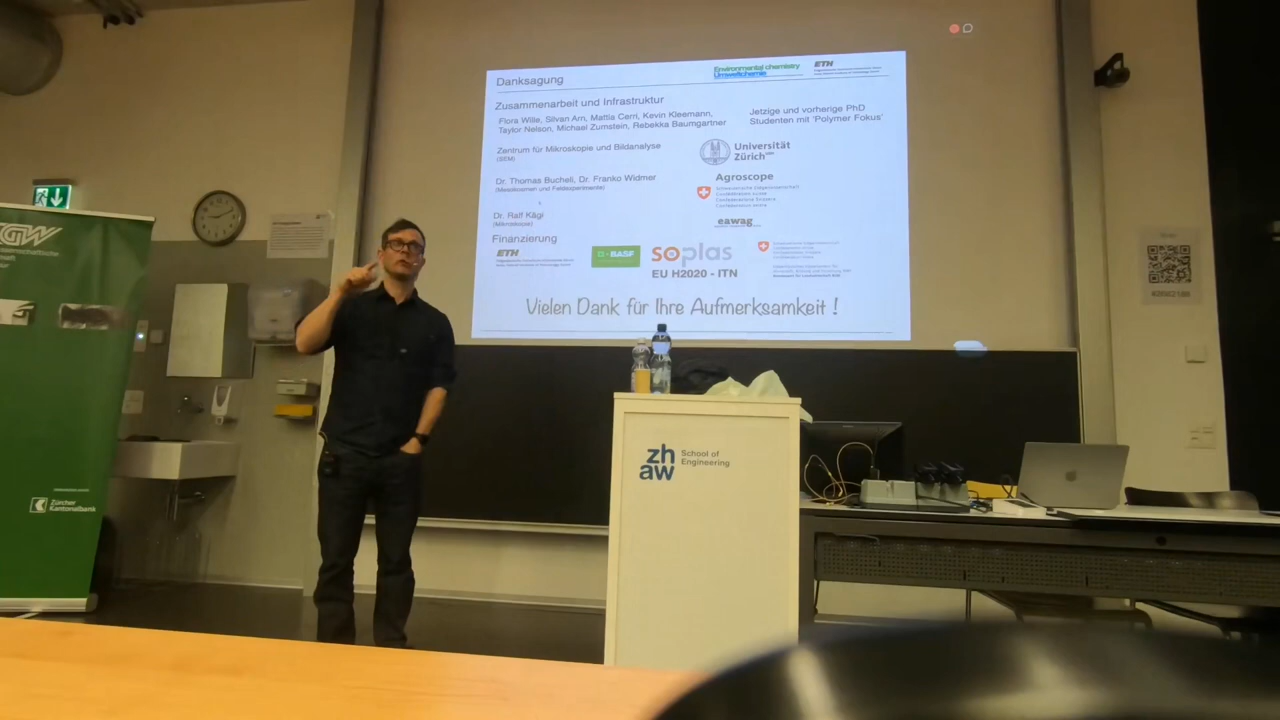 Danksagung
Environmental chemistry
Umweltchemie
ETH
Zusammenarbeit und Infrastruktur
Flora Wille, Silvan Arn, Mattia Cerri, Kevin Kleemann,
Taylor Nelson, Michael Zumstein, Rebekka Baumgartner
Jetzige und vorherige PhD
Studenten mit 'Polymer Fokus'
Zentrum für Mikroskopie und Bildanalyse
(SEM)
Universität
Zürich
Dr. Thomas Bucheli, Dr. Franko Widmer
(Mesokosmen und Feldexperimente)
Agroscope
Dr. Ralf Kägi
(Mikroskopie)
eawag
Finanzierung
ETH
BASF
soplas
EU H2020 - ITN
Vielen Dank für Ihre Aufmerksamkeit !
zh
aw
School of
Engineering
Zürcher
Kantonalbank